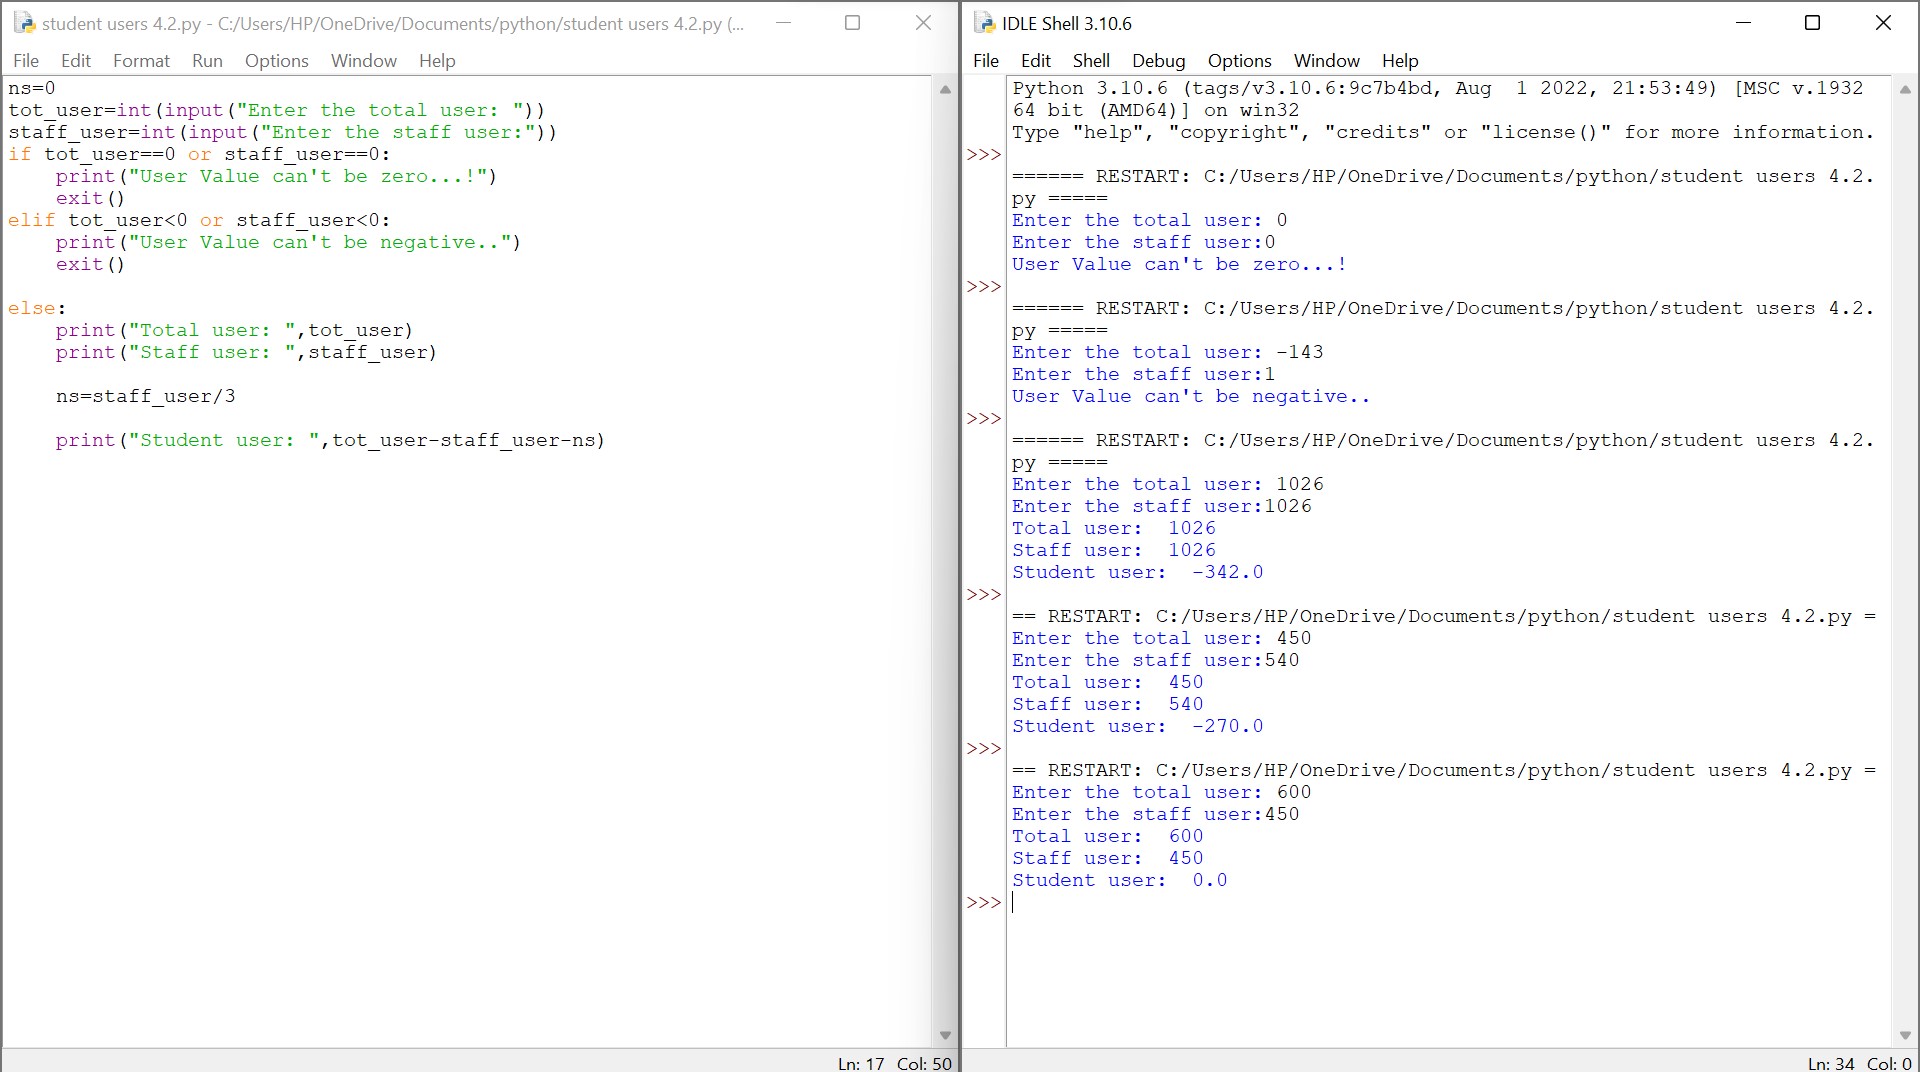 student users 4.2.py - C:/Users/HP/OneDrive/Documents/python/student users 4.2.py (...
File Edit Format Run Options Window Help
ns=0
tot_user=int(input("Enter the total user: "))
staff_user=int(input("Enter the staff user:"))
if tot_user==0 or staff_user==0:
    print("User Value can't be zero...!")
    exit()
elif tot_user<0 or staff_user<0:
    print("User Value can't be negative..")
    exit()
else:
    print("Total user: ",tot_user)
    print("Staff user: ",staff_user)
    ns=staff_user/3
    print("Student user: ",tot_user-staff_user-ns)
Ln: 17 Col: 50
IDLE Shell 3.10.6
File Edit Shell Debug Options Window Help
Python 3.10.6 (tags/v3.10.6:9c7b4bd, Aug  1 2022, 21:53:49) [MSC v.1932
64 bit (AMD64)] on win32
Type "help", "copyright", "credits" or "license()" for more information.
>>>
====== RESTART: C:/Users/HP/OneDrive/Documents/python/student users 4.2.
py =====
Enter the total user: 0
Enter the staff user:0
User Value can't be zero...!
>>>
====== RESTART: C:/Users/HP/OneDrive/Documents/python/student users 4.2.
py =====
Enter the total user: -143
Enter the staff user:1
User Value can't be negative..
>>>
====== RESTART: C:/Users/HP/OneDrive/Documents/python/student users 4.2.
py =====
Enter the total user: 1026
Enter the staff user:1026
Total user:  1026
Staff user:  1026
Student user:  -342.0
>>>
== RESTART: C:/Users/HP/OneDrive/Documents/python/student users 4.2.py =
Enter the total user: 450
Enter the staff user:540
Total user:  450
Staff user:  540
Student user:  -270.0
>>>
== RESTART: C:/Users/HP/OneDrive/Documents/python/student users 4.2.py =
Enter the total user: 600
Enter the staff user:450
Total user:  600
Staff user:  450
Student user:  0.0
>>>
Ln: 34 Col: 0